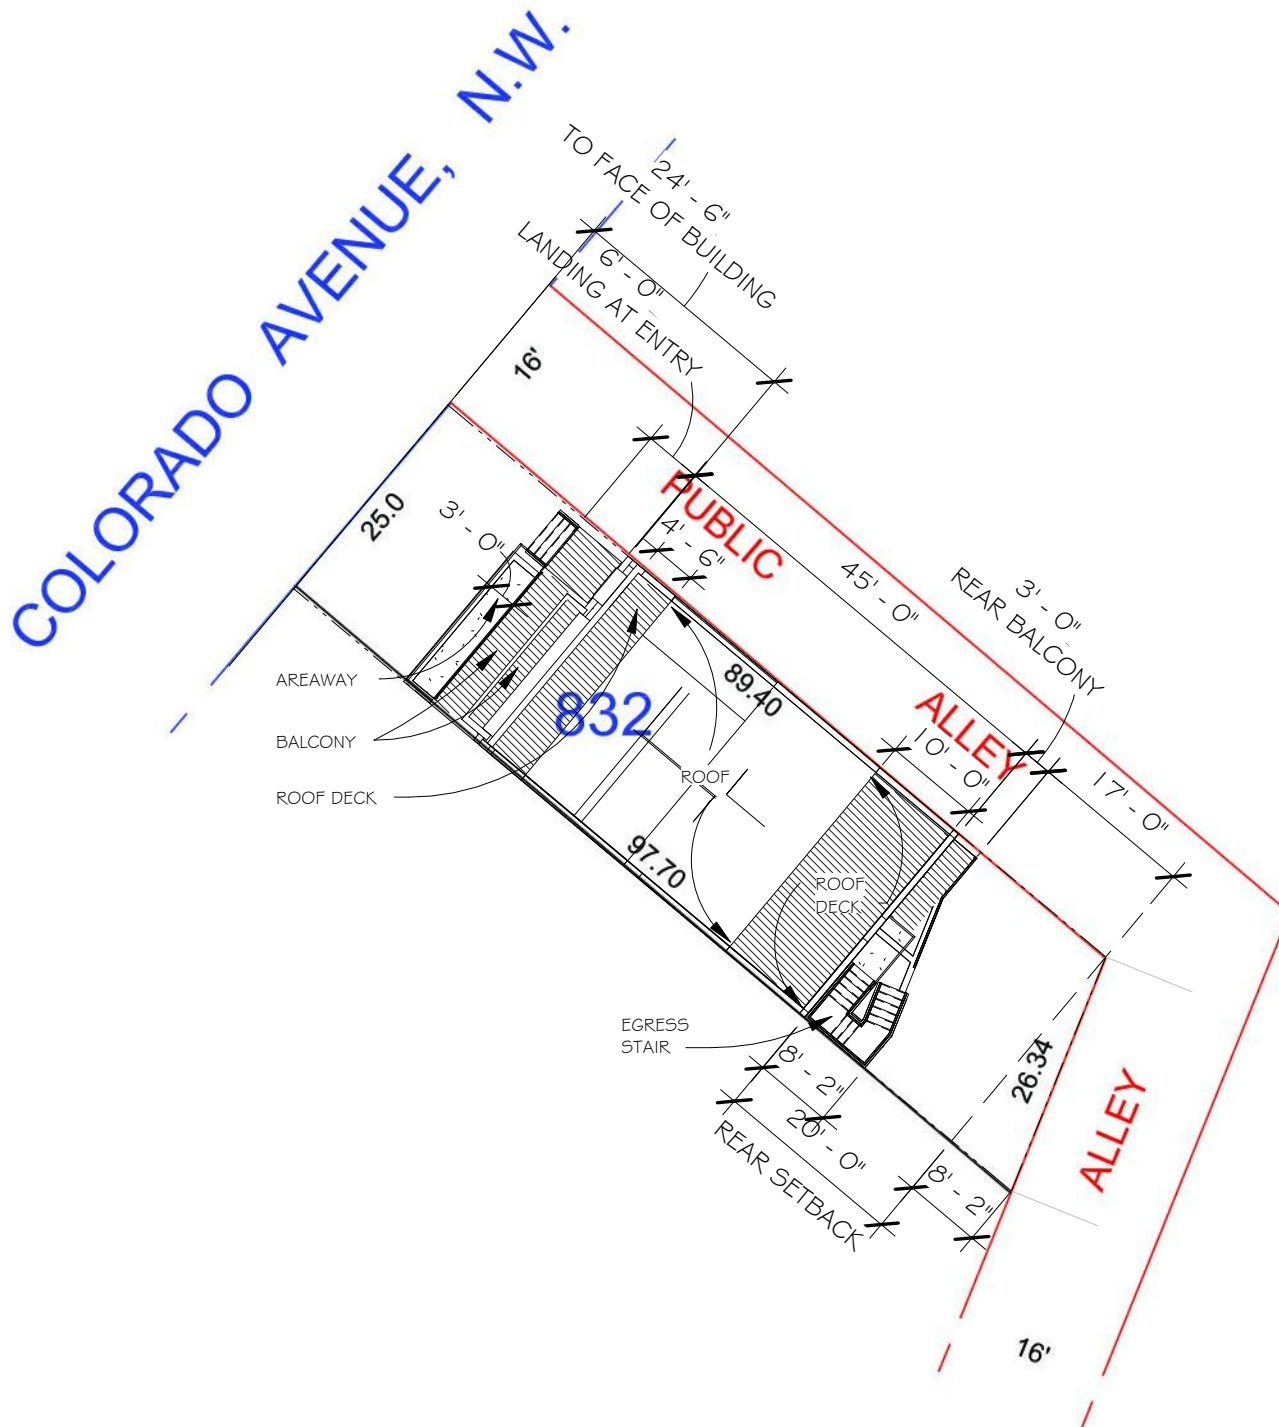 COLORADO AVENUE, N.W.
24' - 6"
TO FACE OF BUILDING
6' - 0"
LANDING AT ENTRY
16'
25.0
3' - 0"
PUBLIC
4' - 6"
45' - 0"
3' - 0"
REAR BALCONY
AREAWAY
BALCONY
ROOF DECK
832
89.40
ROOF
ALLEY
10' - 0"
17' - 0"
97.70
ROOF
DECK
EGRESS
STAIR
8' - 2"
20' - 0"
REAR SETBACK
8' - 2"
26.34
ALLEY
16'